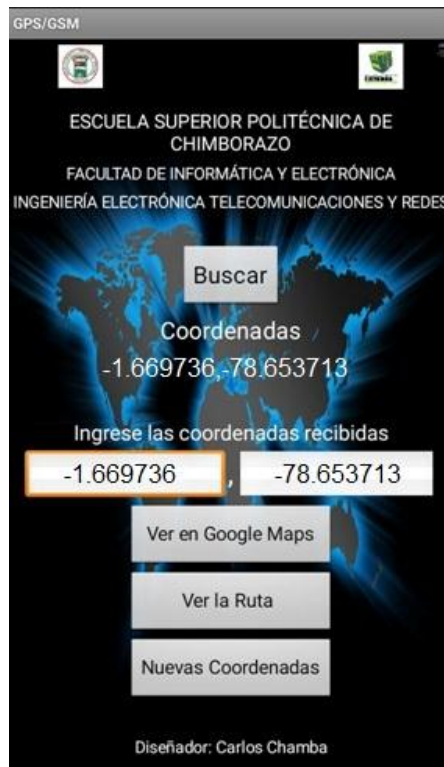 GPS/GSM
ESCUELA SUPERIOR POLITÉCNICA DE
CHIMBORAZO
FACULTAD DE INFORMÁTICA Y ELECTRÓNICA
INGENIERÍA ELECTRÓNICA TELECOMUNICACIONES Y REDES
Buscar
Coordenadas
-1.669736,-78.653713
Ingrese las coordenadas recibidas
-1.669736 , -78.653713
Ver en Google Maps
Ver la Ruta
Nuevas Coordenadas
Diseñador: Carlos Chamba